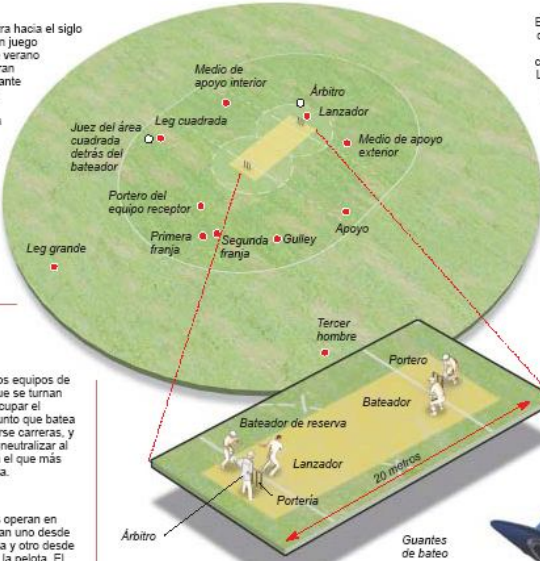 ra hacia el siglo
n juego
verano
ran
ante
Medio de
apoyo interior
Árbitro
Lanzador
Leg cuadrada
Juez del área
cuadrada
detrás del
bateador
Medio de apoyo
exterior
Portero del
equipo receptor
Primera
franja
Segunda
franja
Gulley
Apoyo
Leg grande
Tercer
hombre
os equipos de
ue se turnan
cupar el
unto que batea
rse carreras, y
neutralizar al
el que más
a.
Portero
Bateador
Bateador de reserva
Lanzador
20 metros
Portería
Árbitro
s operan en
an uno desde
a y otro desde
la pelota. El
Guantes
de bateo